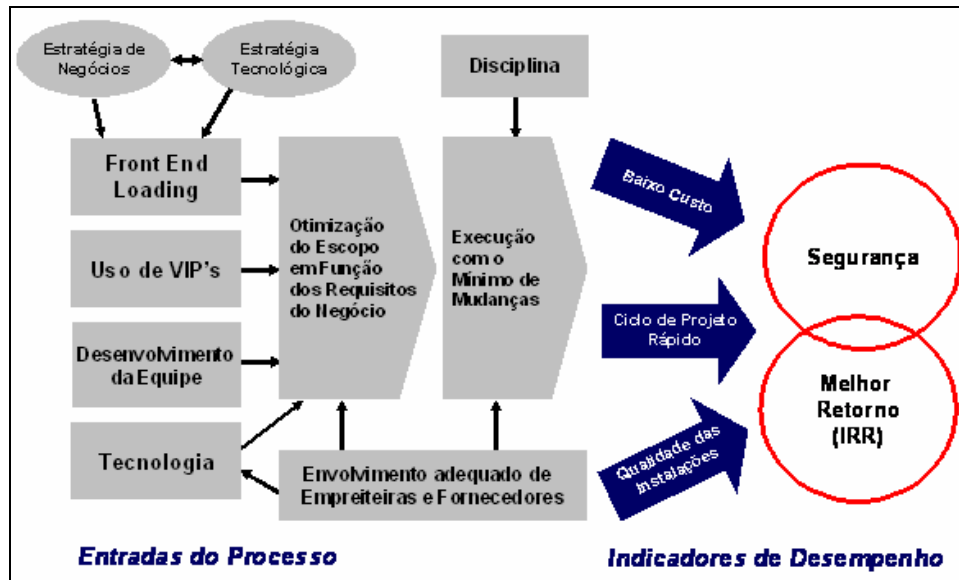 Estratégia de
Negócios
Estratégia
Tecnológica
Disciplina
Front End
Loading
Uso de VIP's
Desenvolvimento
da Equipe
Tecnologia
Otimização
do Escopo
em Função
dos Requisitos
do Negócio
Execução
com o
Mínimo de
Mudanças
Envolvimento adequado de
Empreiteiras e Fornecedores
Baixo Custo
Ciclo de Projeto
Rápido
Qualidade das
Instalações
Segurança
Melhor
Retorno
(IRR)
Entradas do Processo
Indicadores de Desempenho